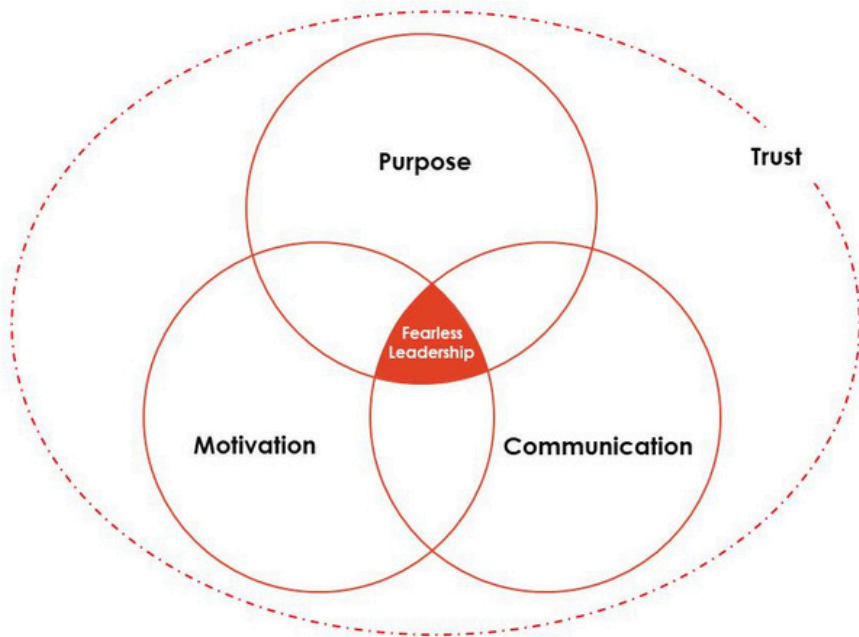 Purpose
Trust
Fearless
Leadership
Motivation
Communication